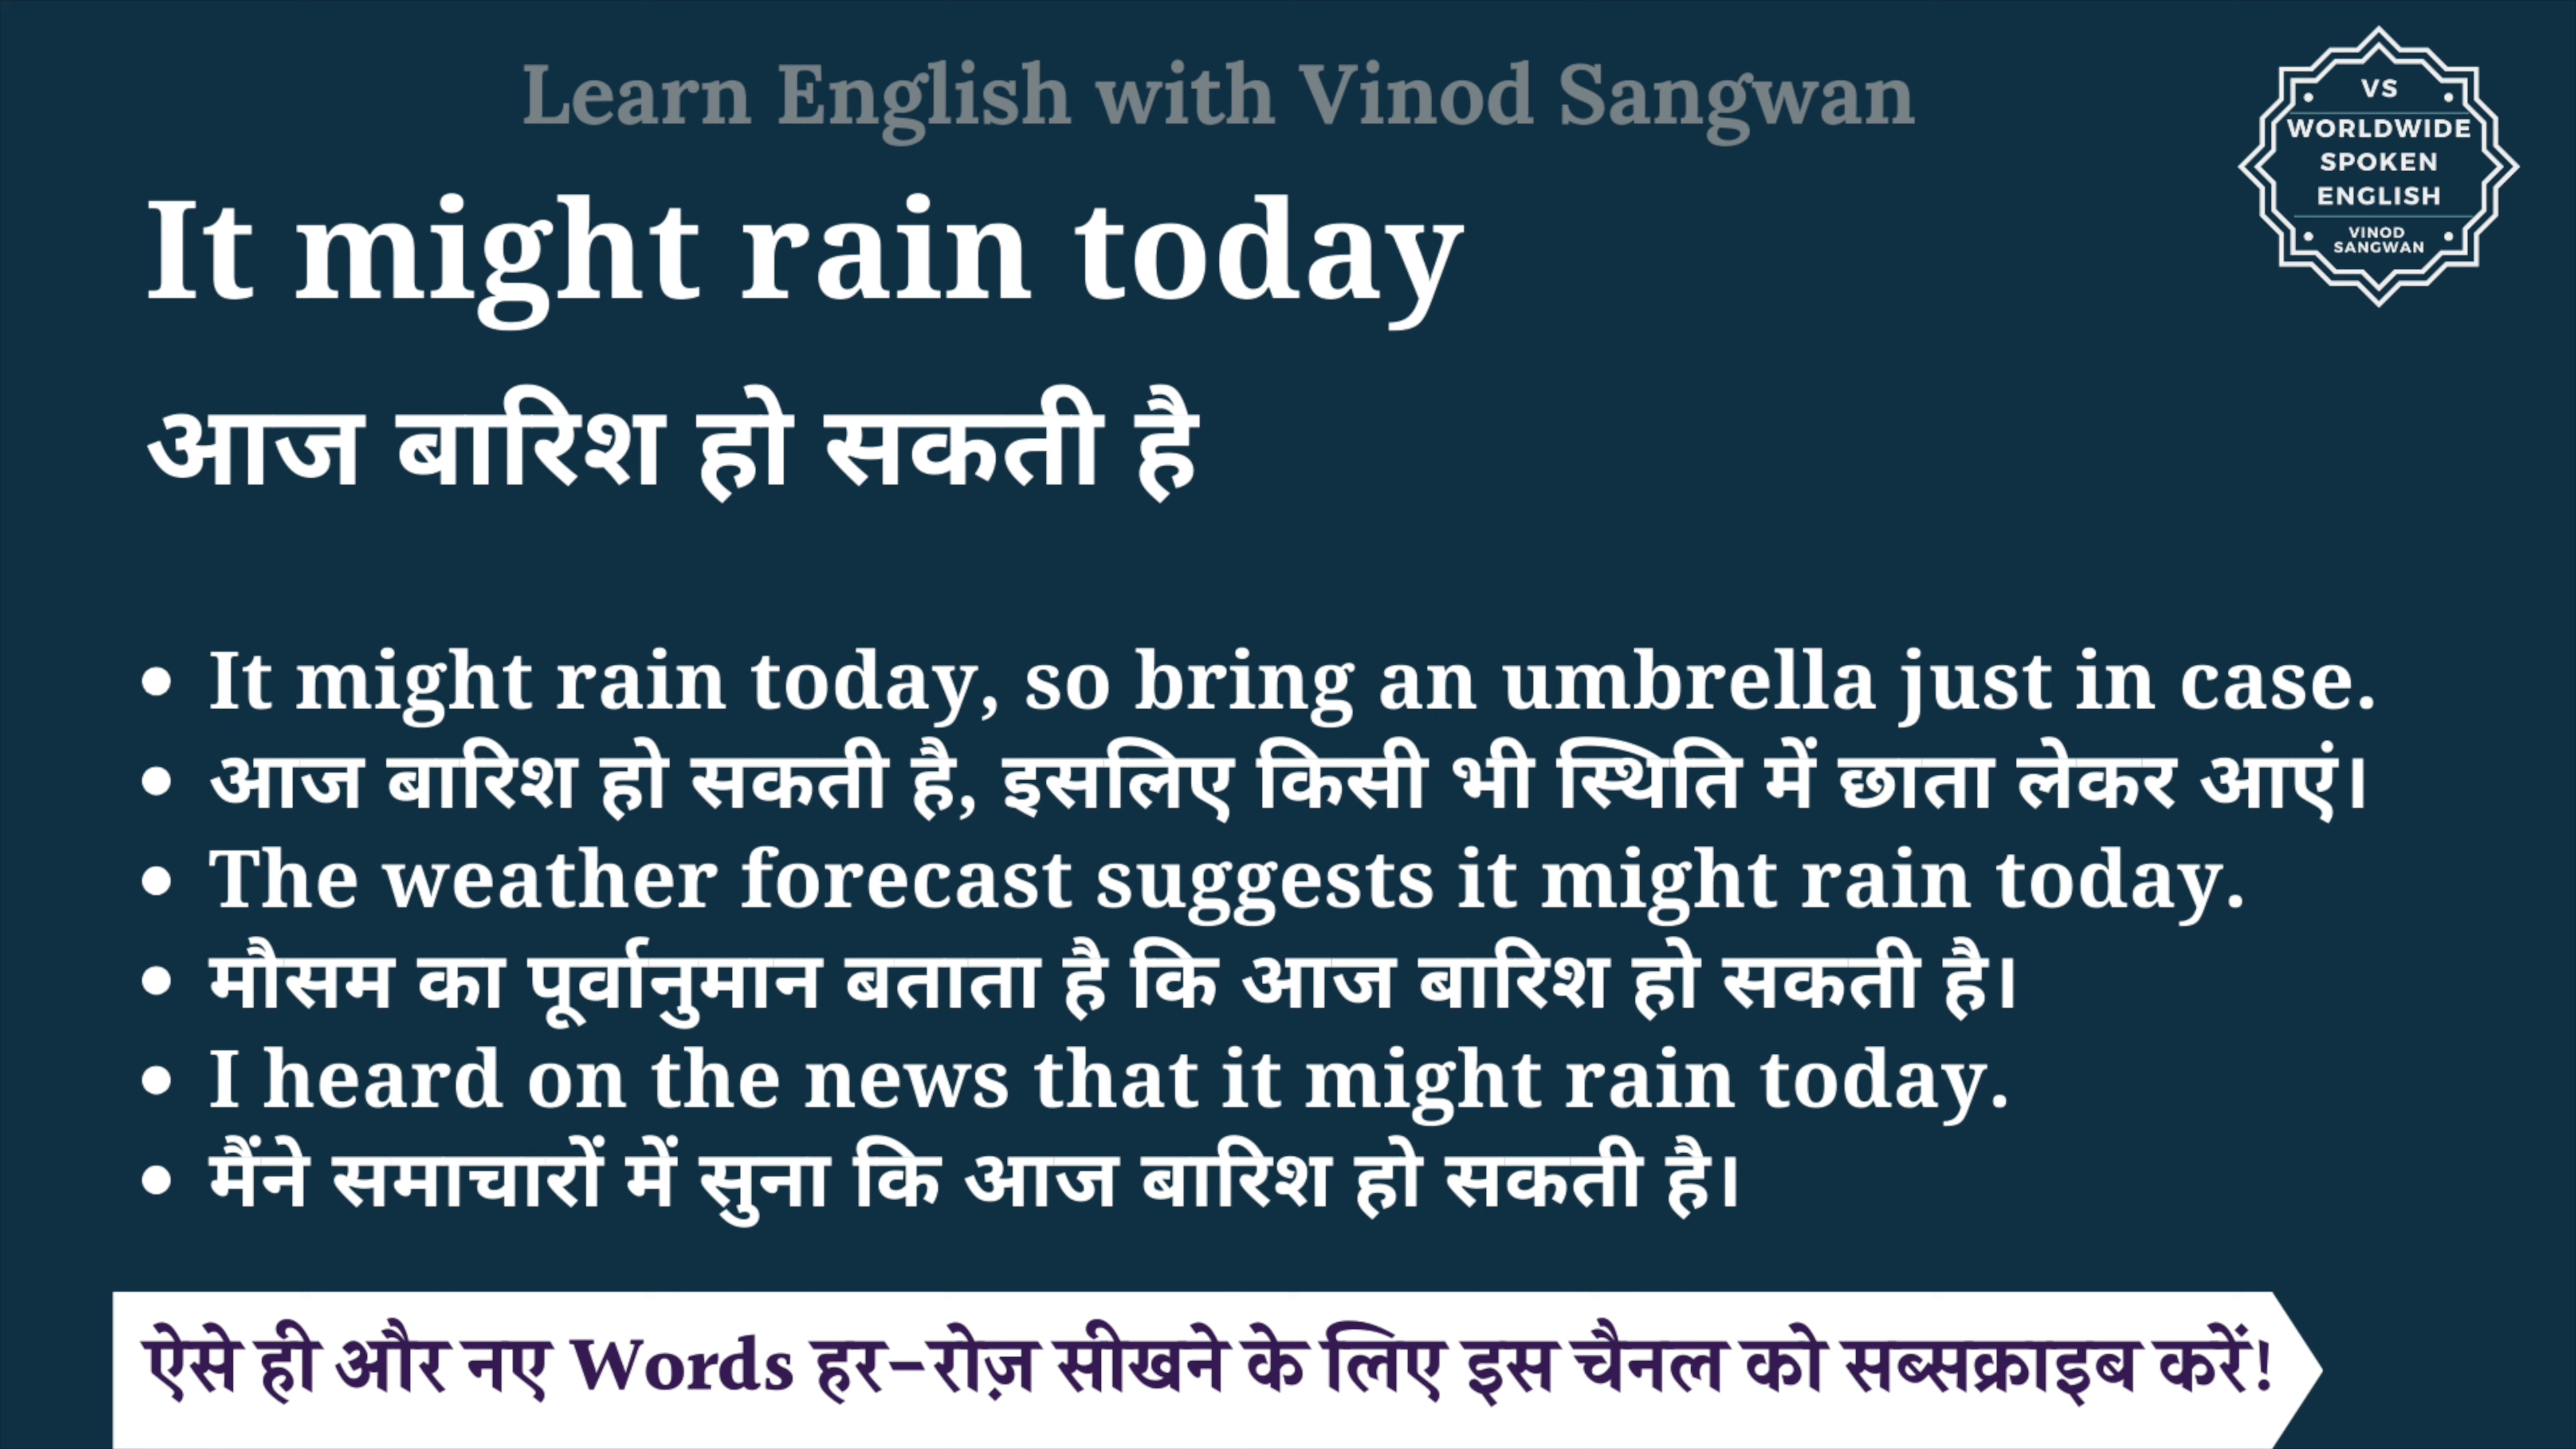 Learn English with Vinod Sangwan
VS
WORLDWIDE
SPOKEN
ENGLISH
VINOD
SANGWAN
It might rain today
आज बारिश हो सकती है
• It might rain today, so bring an umbrella just in case.
• आज बारिश हो सकती है, इसलिए किसी भी स्थिति में छाता लेकर आएं।
• The weather forecast suggests it might rain today.
• मौसम का पूर्वानुमान बताता है कि आज बारिश हो सकती है।
• I heard on the news that it might rain today.
• मैंने समाचारों में सुना कि आज बारिश हो सकती है।
ऐसे ही और नए Words हर-रोज़ सीखने के लिए इस चैनल को सब्सक्राइब करें!